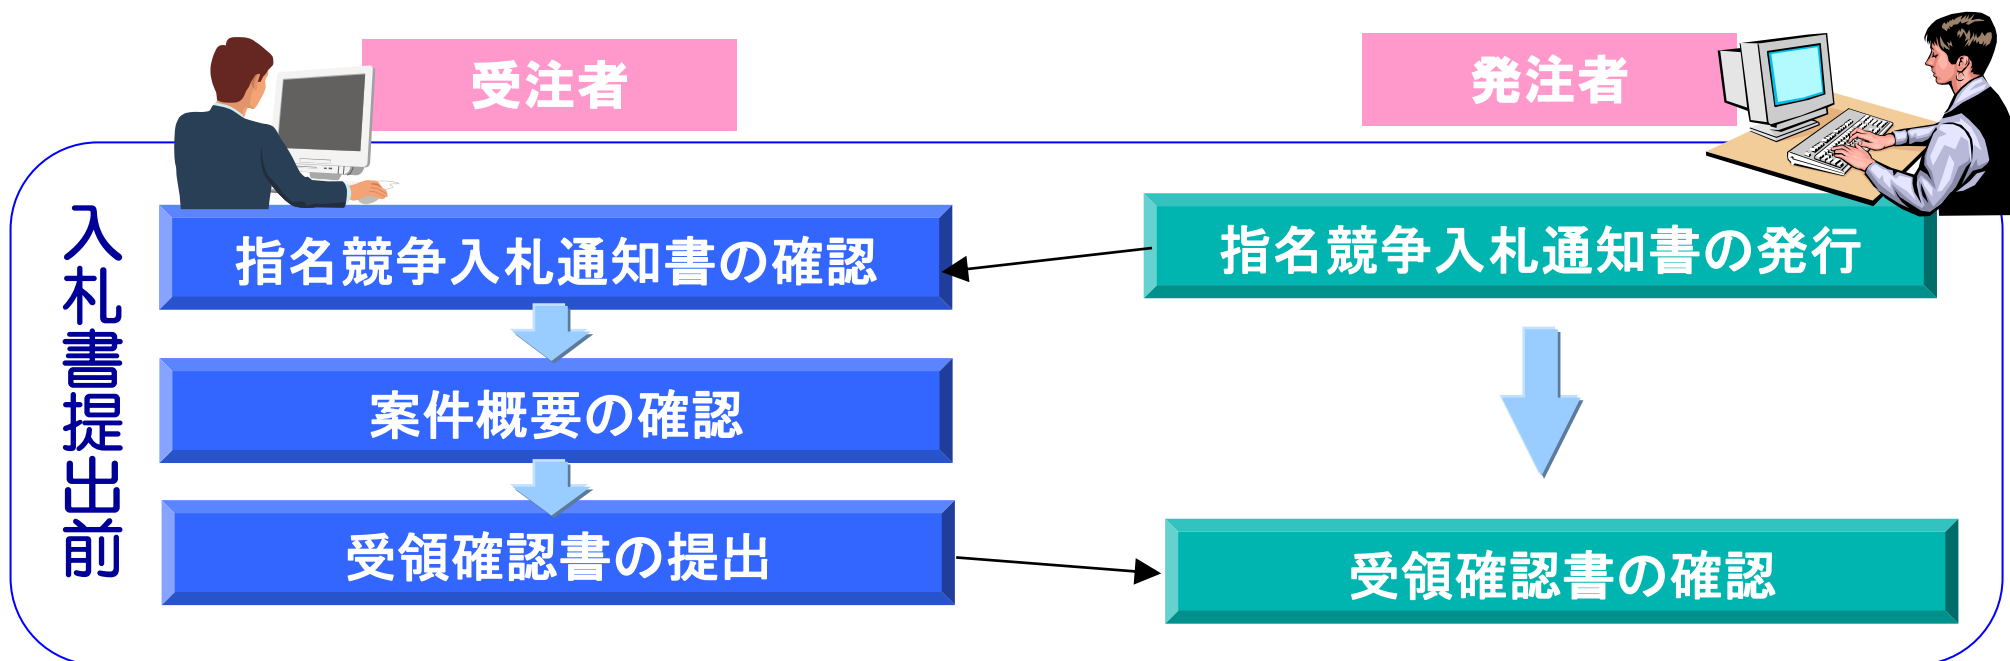 受注者
発注者
入札書提出前
指名競争入札通知書の確認
指名競争入札通知書の発行
案件概要の確認
受領確認書の提出
受領確認書の確認